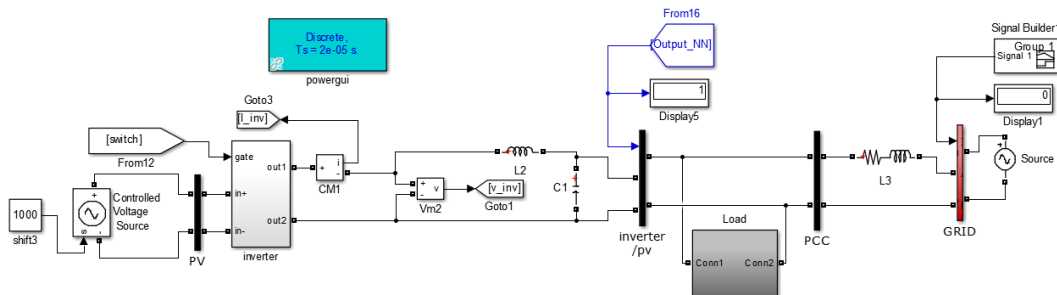 Discrete,
Ts = 2e-05 s.
powergui
From16
[Output_NN]
1
Display5
Signal Builder1
Group 1
Signal 1
0
Display1
Goto3
[I_inv]
[switch]
From12
gate
in+
in-
out1
out2
inverter
+
i
-
CM1
L2
C1
+
-
v
Vm2
[v_inv]
Goto1
1000
shift3
+
s
-
Controlled
Voltage
Source
PV
inverter
/pv
Load
Conn1
Conn2
PCC
L3
GRID
+
Source